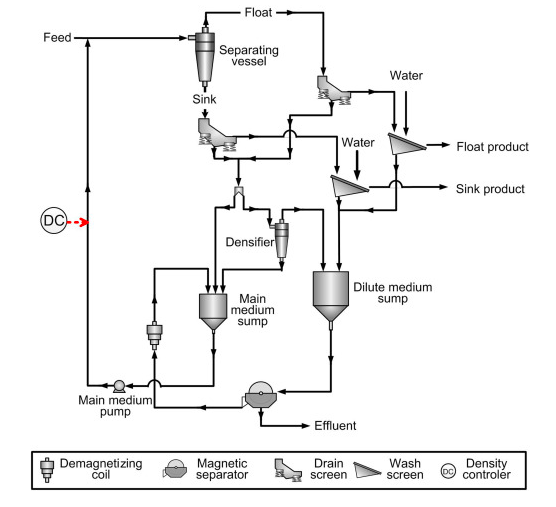 Float
Feed
Separating
vessel
Water
Sink
Water
Float product
Sink product
DC
Densifier
Main
medium
sump
Dilute medium
sump
Main medium
pump
Effluent
Demagnetizing
coil
Magnetic
separator
Drain
screen
Wash
screen
DC
Density
controler